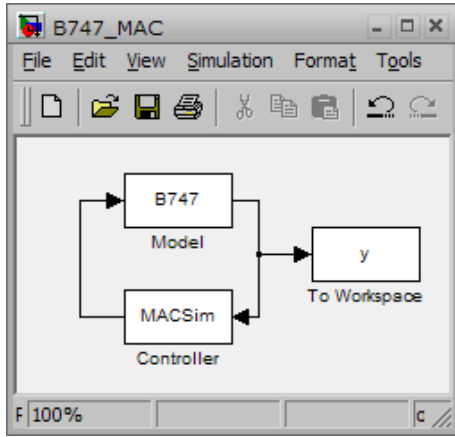 B747_MAC
File Edit View Simulation Format Tools
B747
Model
y
To Workspace
MACSim
Controller
F 100% c